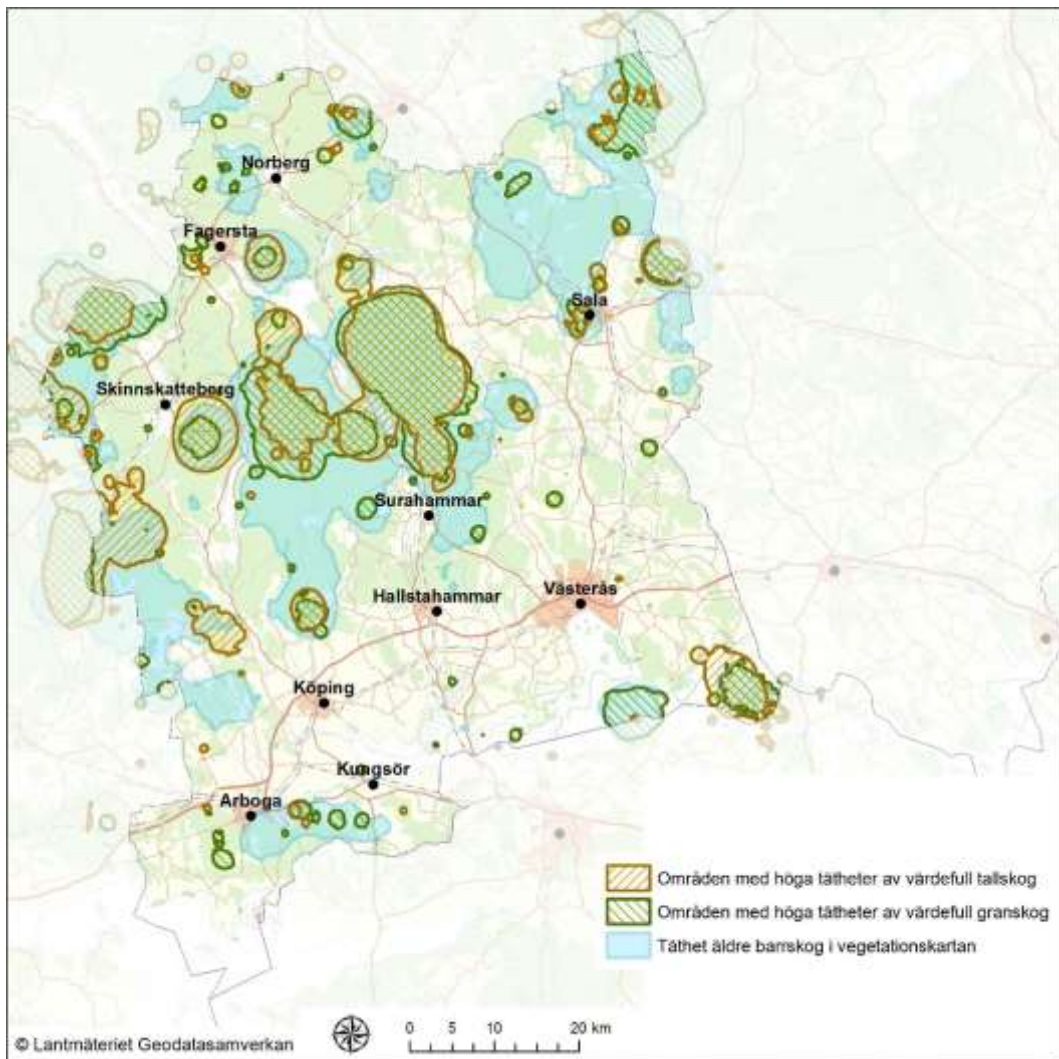 Norberg
Fagersta
Sala
Skinnskatteberg
Surahammar
Hallstahammar
Västerås
Köping
Kungsör
Arboga
Områden med höga tätheter av värdefull tallskog
Områden med höga tätheter av värdefull granskog
Täthet äldre barrskog i vegetationskartan
0 5 10 20 km
© Lantmäteriet Geodatasamverkan